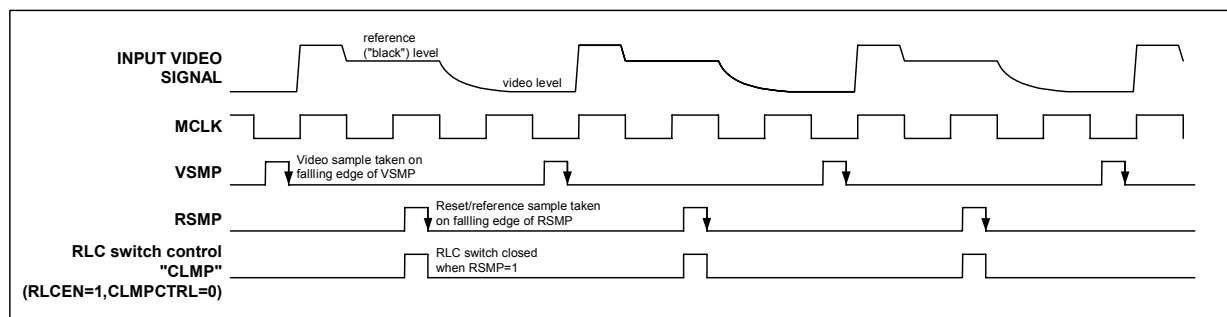 INPUT VIDEO
SIGNAL
reference
("black") level
video level
MCLK
VSMP
Video sample taken on
fallling edge of VSMP
RSMP
Reset/reference sample taken
on fallling edge of RSMP
RLC switch control
"CLMP"
(RLCEN=1,CLMPCTRL=0)
RLC switch closed
when RSMP=1